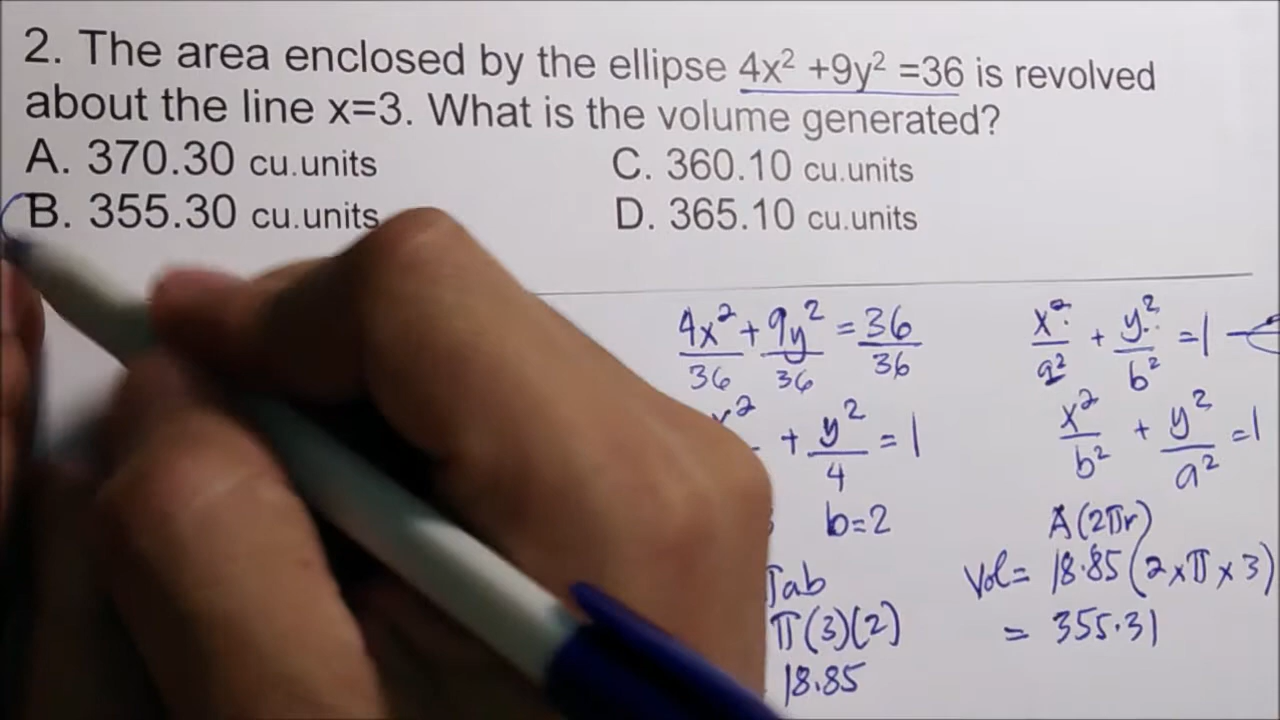 2. The area enclosed by the ellipse 4x² +9y² =36 is revolved
about the line x=3. What is the volume generated?
A. 370.30 cu.units
C. 360.10 cu.units
B. 355.30 cu.units
D. 365.10 cu.units
4x²/36 + 9y²/36 = 36/36
x² + y²/4 = 1
b=2
πab
π(3)(2)
18.85
x²/a² + y²/b² =1
x²/b² + y²/a² =1
A(2πr)
Vol= 18.85(2xπx3)
= 355.31